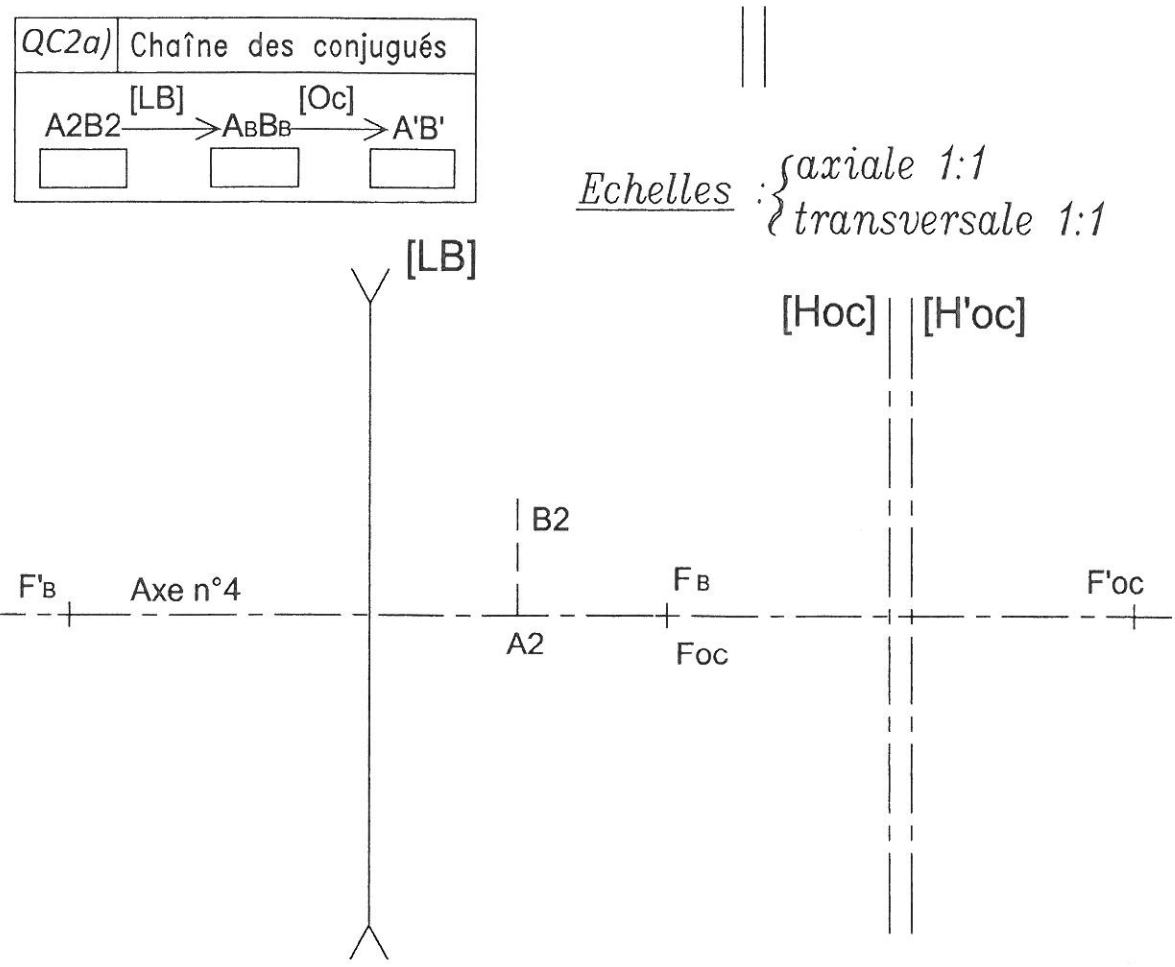 QC2a) Chaîne des conjugués
[LB] [Oc]
A2B2 ABBB A'B'
Echelles : axiale 1:1
transversale 1:1
[LB]
[Hoc] [H'oc]
B2
F'B Axe n°4 FB F'oc
A2 Foc